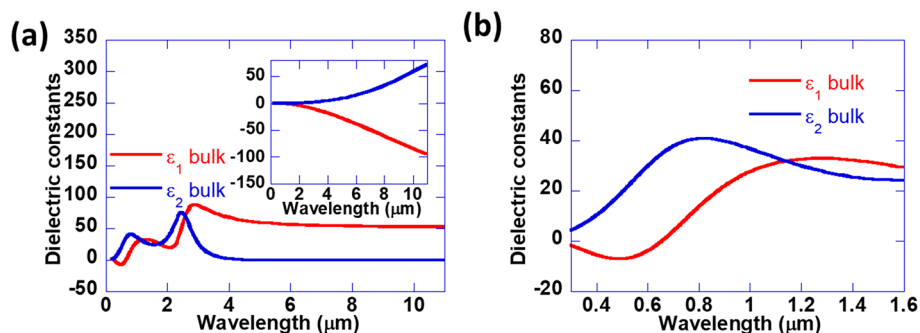 (a)
350
300
250
200
150
100
50
0
-50
Dielectric constants
ε1 bulk
ε2 bulk
0 2 4 6 8 10
Wavelength (μm)
50
0
-50
-100
-150
0 2 4 6 8 10
Wavelength (μm)
(b)
80
60
40
20
0
-20
Dielectric constants
ε1 bulk
ε2 bulk
0.4 0.6 0.8 1 1.2 1.4 1.6
Wavelength (μm)